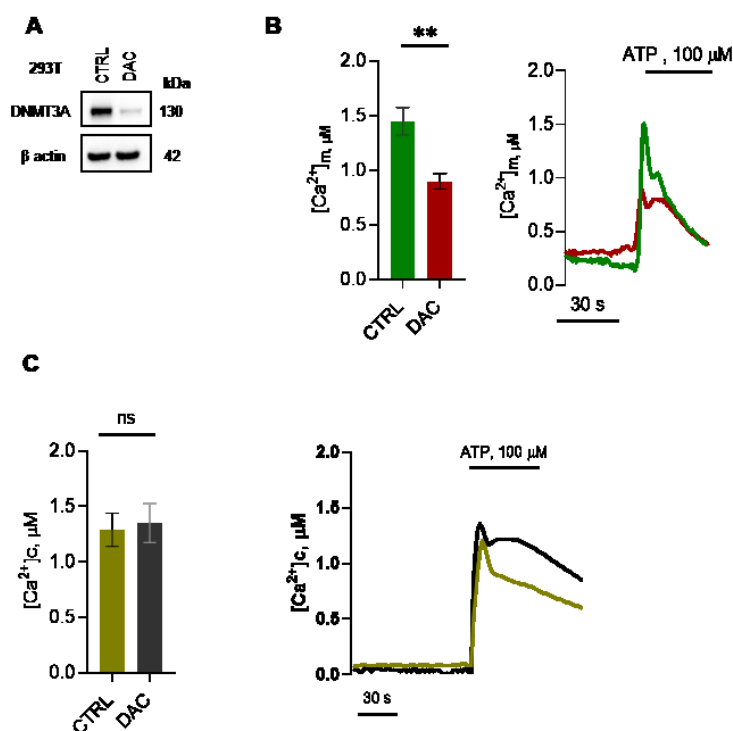 A
293T
CTRL
DAC
kDa
DNMT3A
130
β actin
42
B
**
2.0
1.5
1.0
0.5
0.0
[Ca²⁺]m, μM
CTRL
DAC
ATP , 100 μM
2.0
1.5
1.0
0.5
0.0
[Ca²⁺]m, μM
30 s
C
ns
2.0
1.5
1.0
0.5
0.0
[Ca²⁺]c, μM
CTRL
DAC
ATP, 100 μM
2.0
1.5
1.0
0.5
0.0
[Ca²⁺]c, μM
30 s